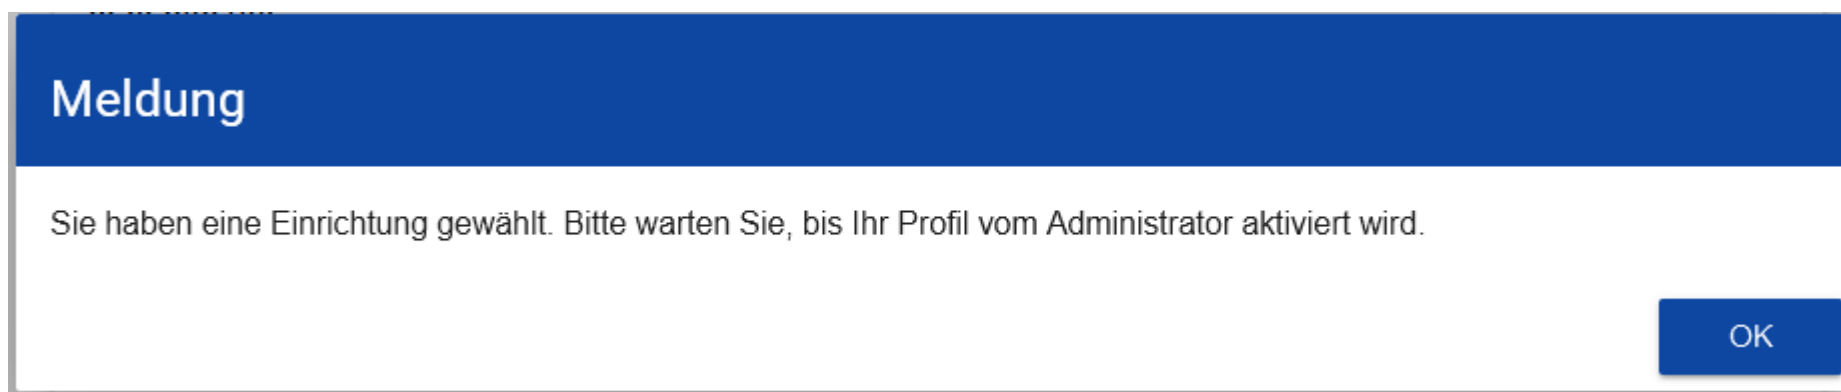 Meldung
Sie haben eine Einrichtung gewählt. Bitte warten Sie, bis Ihr Profil vom Administrator aktiviert wird.
OK